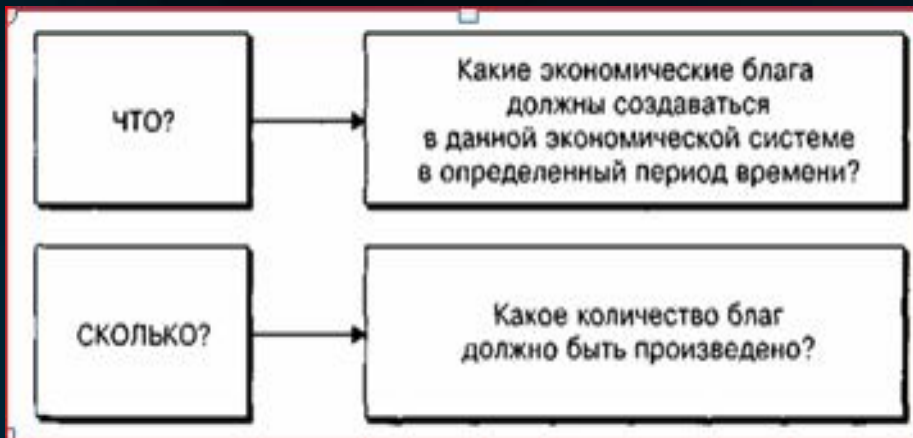 ЧТО?
Какие экономические блага
должны создаваться
в данной экономической системе
в определенный период времени?
СКОЛЬКО?
Какое количество благ
должно быть произведено?